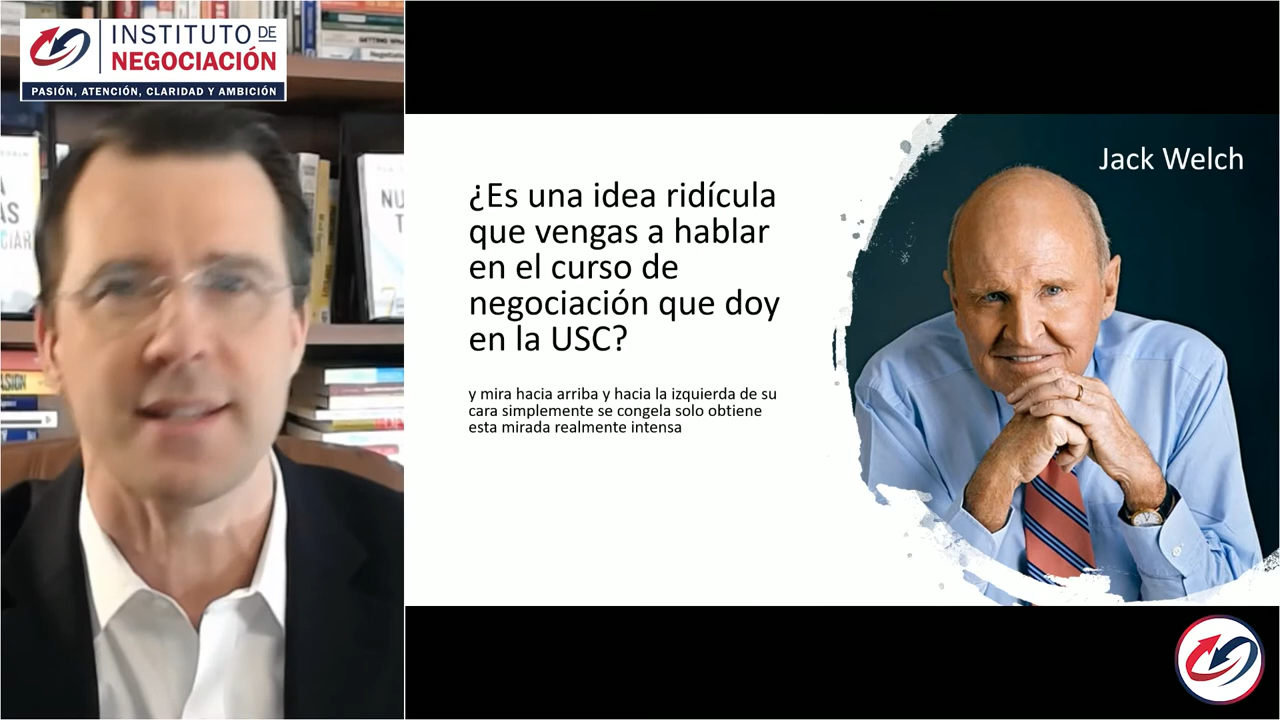 INSTITUTO DE
NEGOCIACIÓN
PASIÓN, ATENCIÓN, CLARIDAD Y AMBICIÓN
Jack Welch
¿Es una idea ridícula
que vengas a hablar
en el curso de
negociación que doy
en la USC?
y mira hacia arriba y hacia la izquierda de su
cara simplemente se congela solo obtiene
esta mirada realmente intensa
NU
T